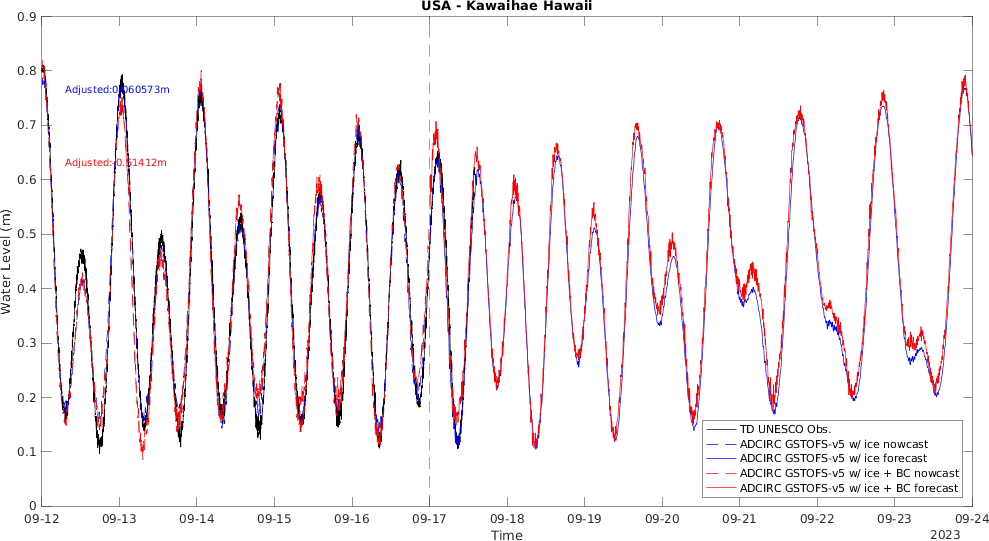 USA - Kawaihae Hawaii
0.9
0.8
0.7
0.6
0.5
0.4
0.3
0.2
0.1
0
Water Level (m)
Adjusted:0.060573m
Adjusted:-0.51412m
TD UNESCO Obs.
ADCIRC GSTOFS-v5 w/ ice nowcast
ADCIRC GSTOFS-v5 w/ ice forecast
ADCIRC GSTOFS-v5 w/ ice + BC nowcast
ADCIRC GSTOFS-v5 w/ ice + BC forecast
09-12 09-13 09-14 09-15 09-16 09-17 09-18 09-19 09-20 09-21 09-22 09-23 09-24
Time
2023